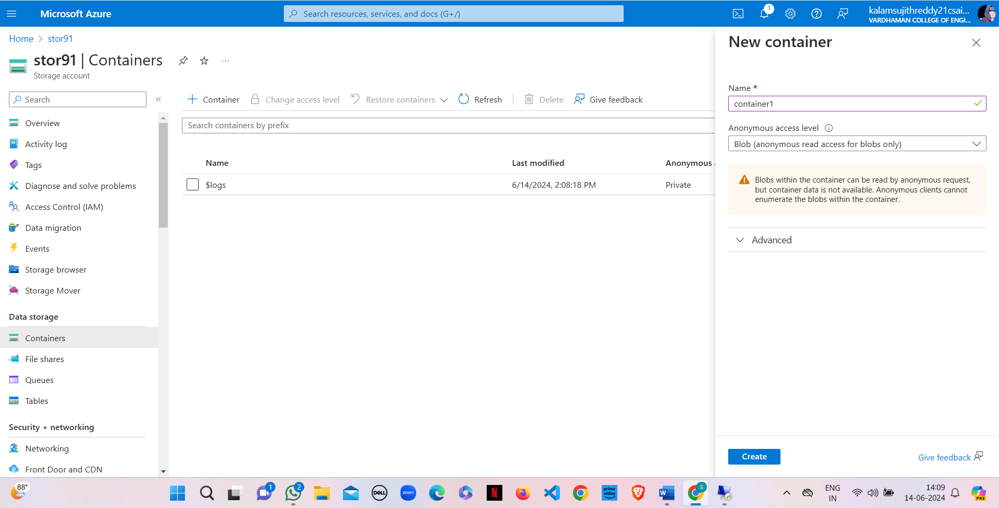 Microsoft Azure
Search resources, services, and docs (G+/)
1
kalamsujithreddy21csai...
VARDHAMAN COLLEGE OF ENGI...
Home > stor91
stor91 | Containers
...
Storage account
Search
«
Overview
Activity log
Tags
Diagnose and solve problems
Access Control (IAM)
Data migration
Events
Storage browser
Storage Mover
Data storage
Containers
File shares
Queues
Tables
Security + networking
Networking
Front Door and CDN
Container
Change access level
Restore containers
Refresh
Delete
Give feedback
Search containers by prefix
Name Last modified Anonymous a
$logs 6/14/2024, 2:08:18 PM Private
New container
Name *
container1
Anonymous access level
Blob (anonymous read access for blobs only)
Blobs within the container can be read by anonymous request,
but container data is not available. Anonymous clients cannot
enumerate the blobs within the container.
Advanced
Create
Give feedback
88°
1
2
DELL
zoom
N
prime
video
W
S
ENG
IN
14:09
14-06-2024
PRE